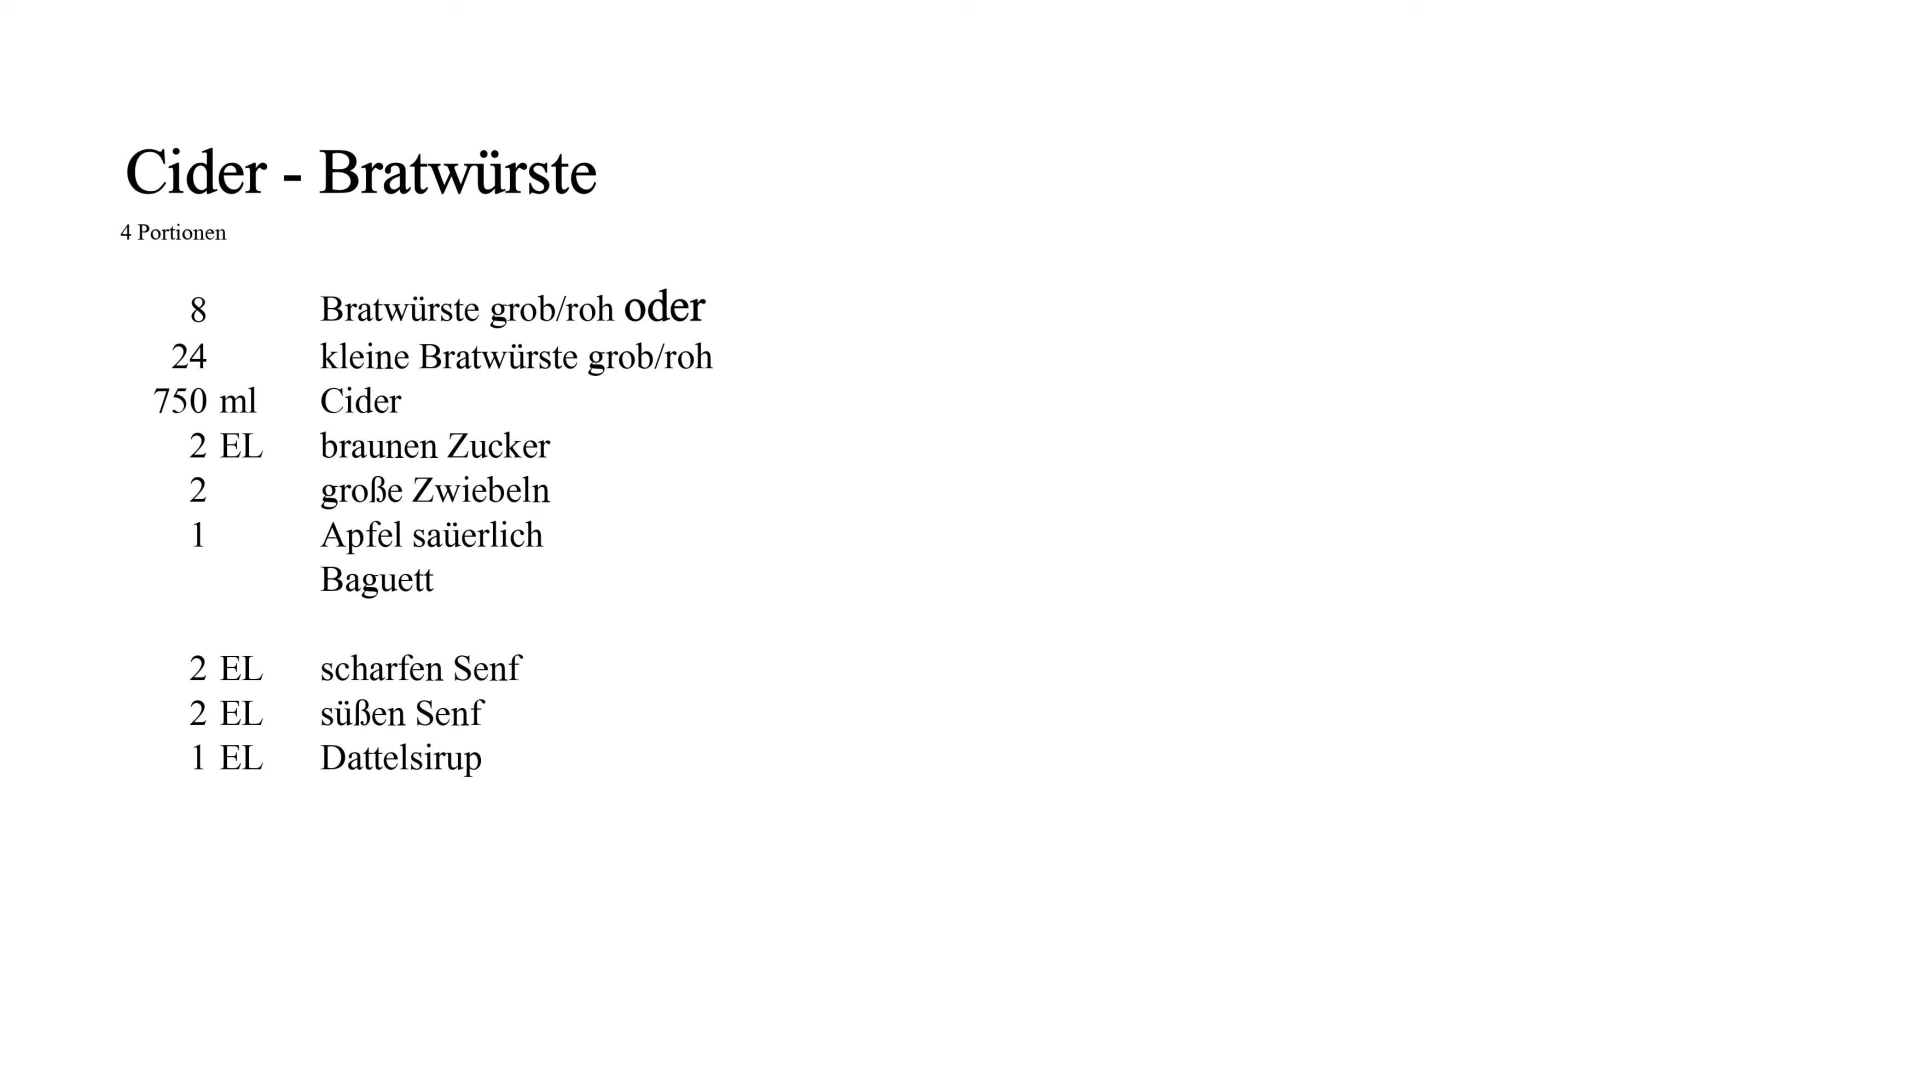 Cider - Bratwürste
4 Portionen
8 Bratwürste grob/roh oder
24 kleine Bratwürste grob/roh
750 ml Cider
2 EL braunen Zucker
2 große Zwiebeln
1 Apfel saüerlich
Baguett
2 EL scharfen Senf
2 EL süßen Senf
1 EL Dattelsirup